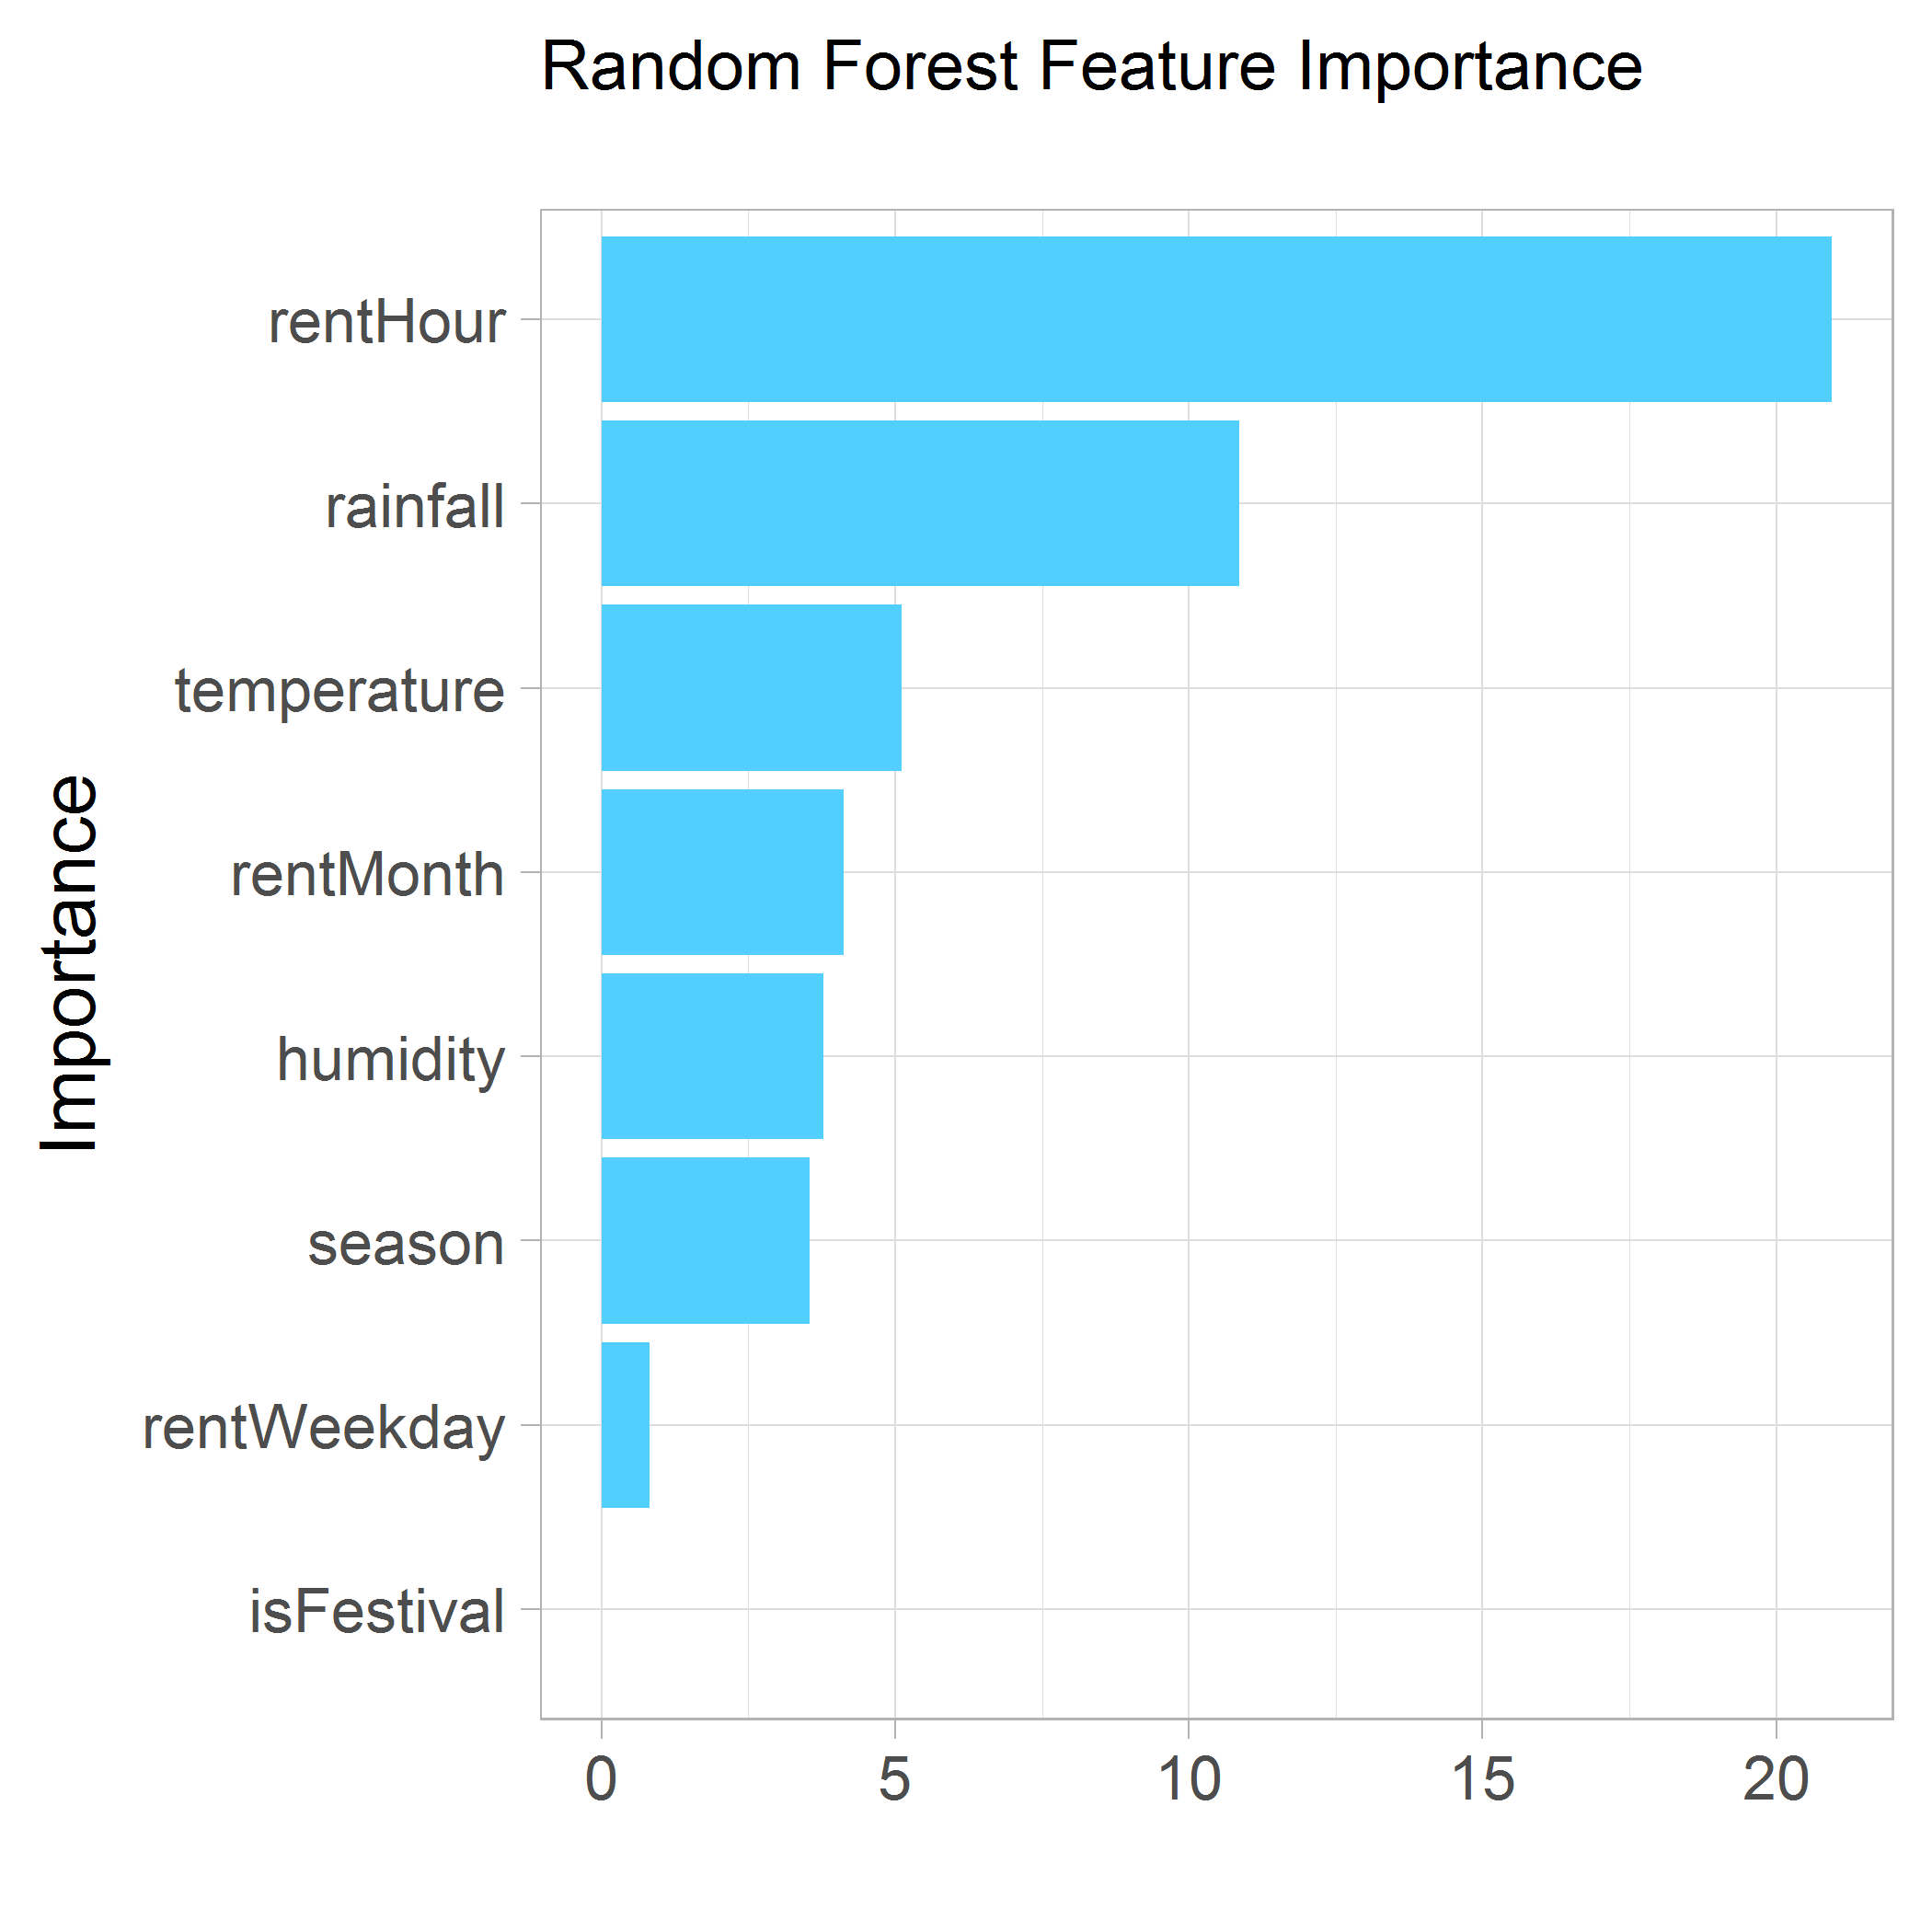 Random Forest Feature Importance
Importance
rentHour
rainfall
temperature
rentMonth
humidity
season
rentWeekday
isFestival
0 5 10 15 20